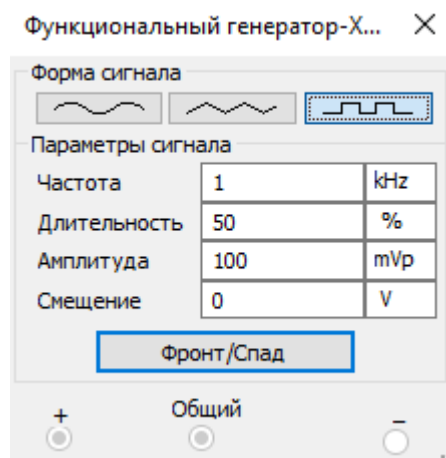 Функциональный генератор-X...
Форма сигнала
Параметры сигнала
Частота 1 kHz
Длительность 50 %
Амплитуда 100 mVp
Смещение 0 V
Фронт/Спад
+ Общий –